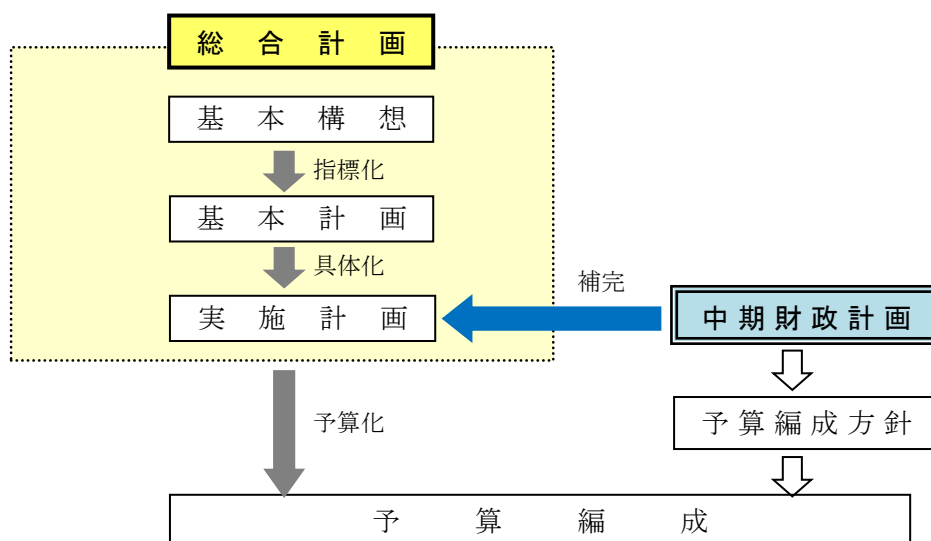 総合計画
基本構想
指標化
基本計画
具体化
補完
実施計画
中期財政計画
予算化
予算編成方針
予算編成